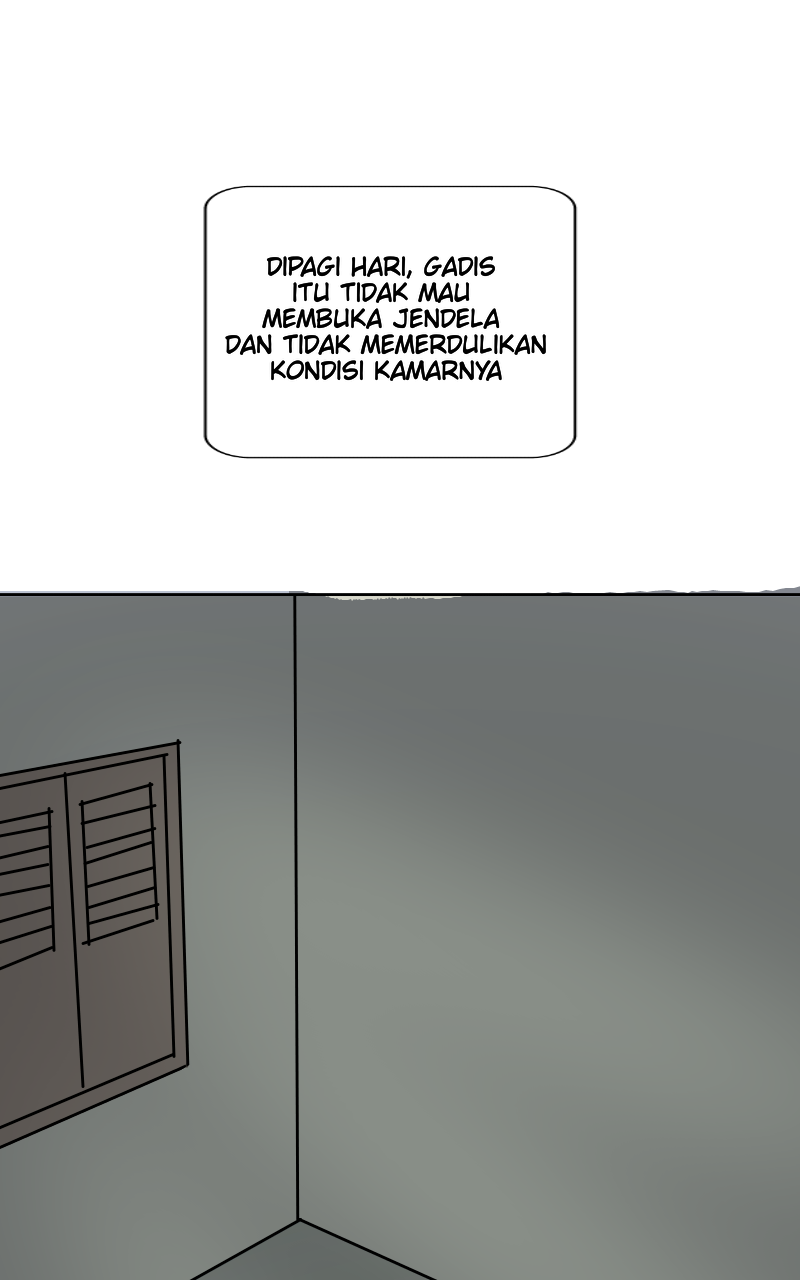 DIPAGI HARI, GADIS
ITU TIDAK MAU
MEMBUKA JENDELA
DAN TIDAK MEMERDULIKAN
KONDISI KAMARNYA